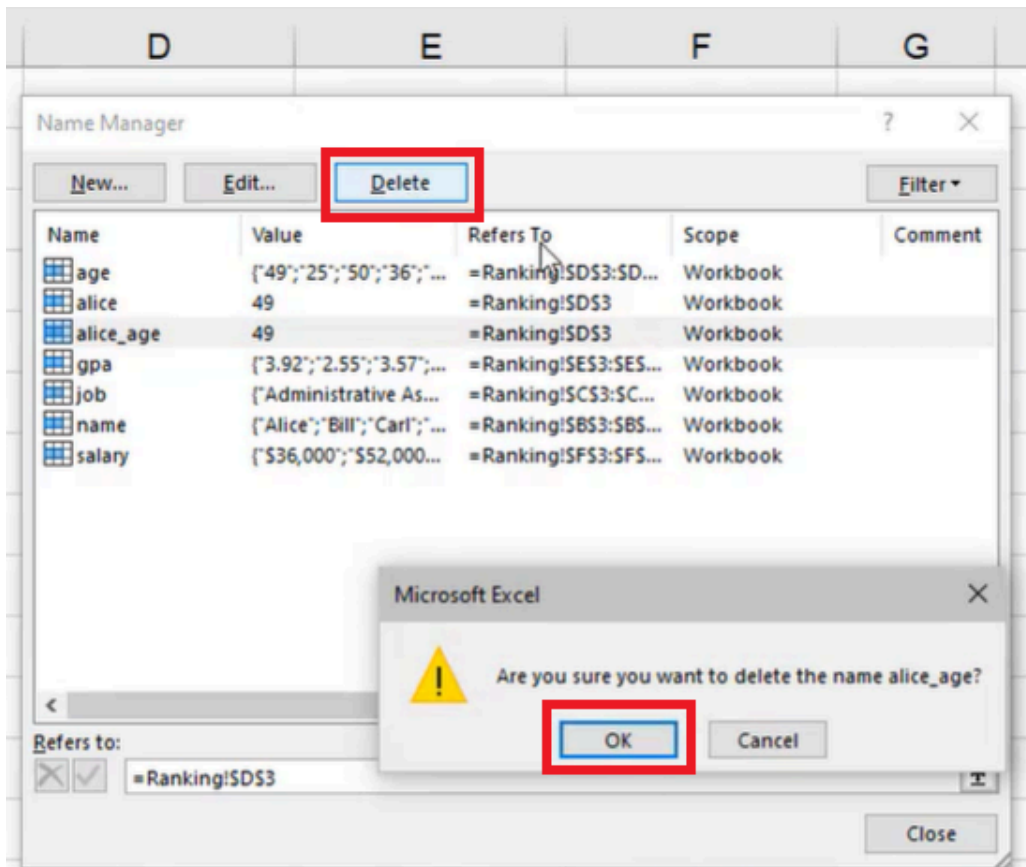 D E F G
Name Manager ?
New... Edit... Delete Filter
Name Value Refers To Scope Comment
age {"49";"25";"50";"36";"... =Ranking!$D$3:$D... Workbook
alice 49 =Ranking!$D$3 Workbook
alice_age 49 =Ranking!$D$3 Workbook
gpa {"3.92";"2.55";"3.57";... =Ranking!$E$3:$E$... Workbook
job {"Administrative As... =Ranking!$C$3:$C... Workbook
name {"Alice";"Bill";"Carl";"... =Ranking!$B$3:$B$... Workbook
salary {"$36,000";"$52,000... =Ranking!$F$3:$F$... Workbook
Microsoft Excel
Are you sure you want to delete the name alice_age?
OK Cancel
Refers to:
=Ranking!$D$3
Close